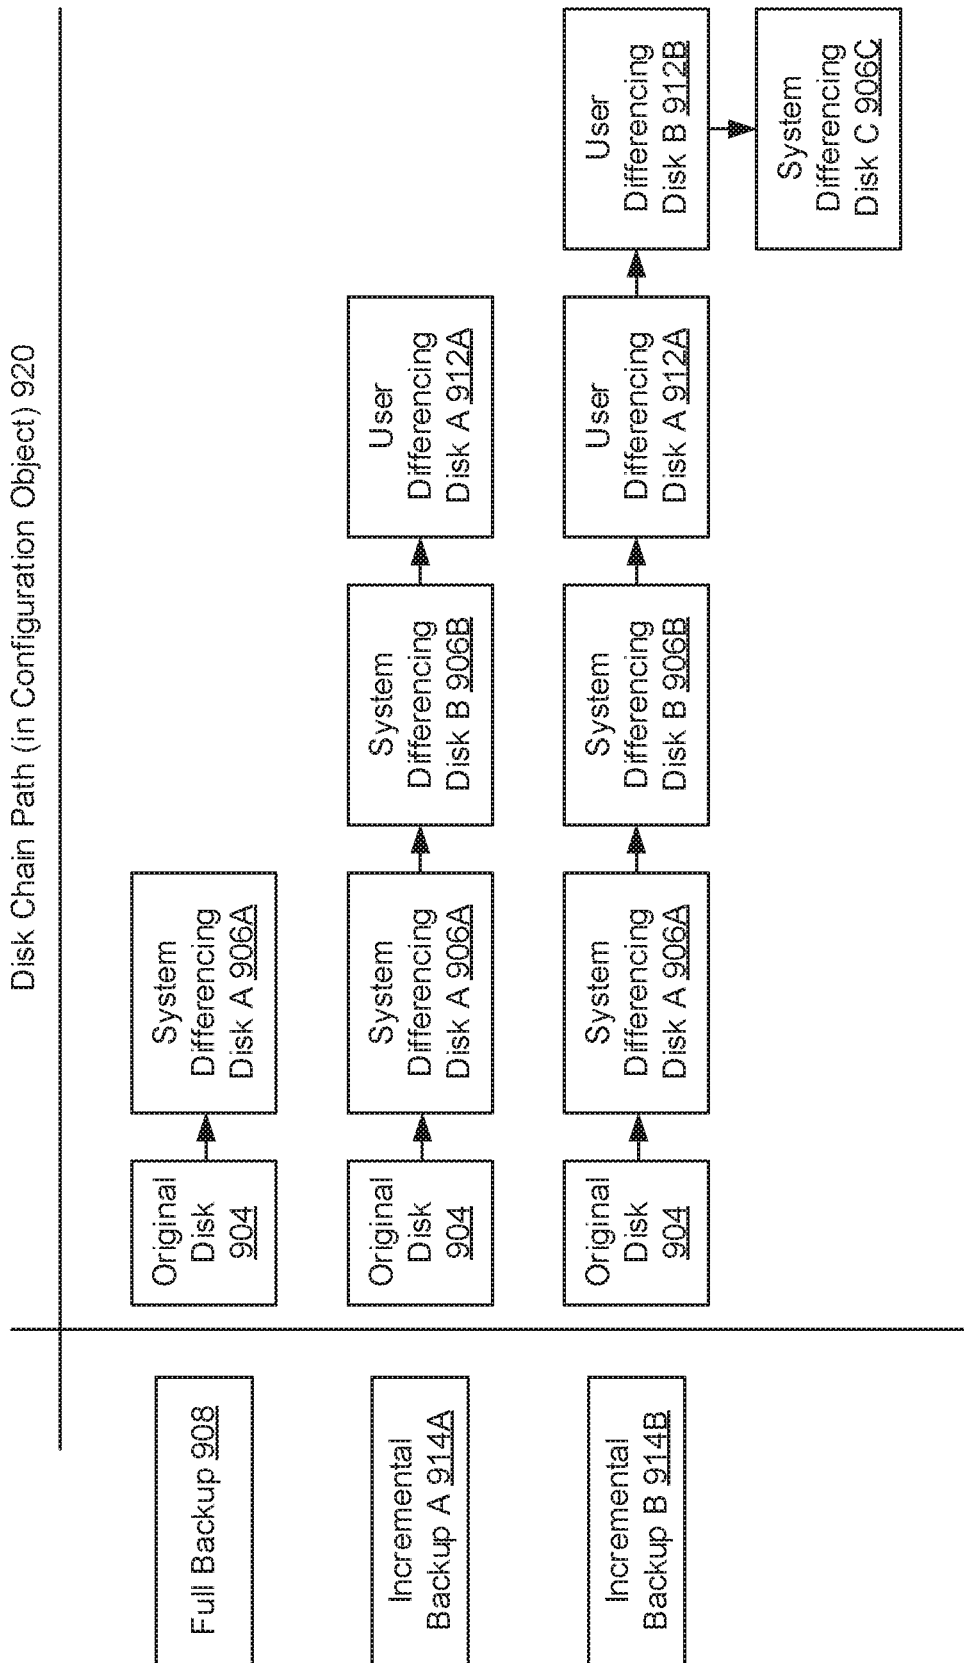 Disk Chain Path (in Configuration Object) 920
Full Backup 908
Original
Disk
904
System
Differencing
Disk A 906A
Incremental
Backup A 914A
Original
Disk
904
System
Differencing
Disk A 906A
System
Differencing
Disk B 906B
User
Differencing
Disk A 912A
Incremental
Backup B 914B
Original
Disk
904
System
Differencing
Disk A 906A
System
Differencing
Disk B 906B
User
Differencing
Disk A 912A
User
Differencing
Disk B 912B
System
Differencing
Disk C 906C